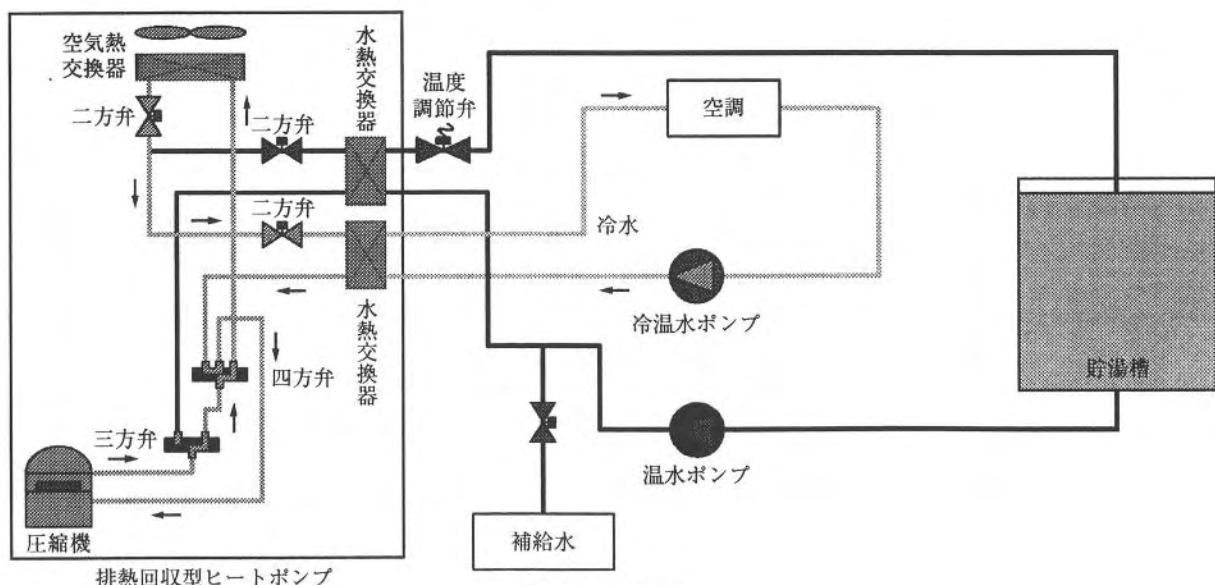 空気熱
交換器
二方弁
二方弁
水熱交換器
温度
調節弁
空調
二方弁
冷水
冷温水ポンプ
水熱交換器
四方弁
三方弁
圧縮機
貯湯槽
温水ポンプ
補給水
排熱回収型ヒートポンプ